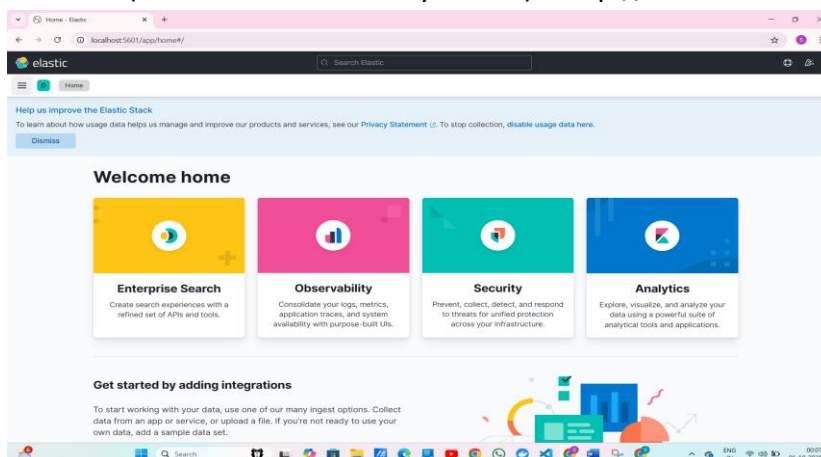 Home - Elastic
localhost:5601/app/home#/
elastic
Search Elastic
D
Home
Help us improve the Elastic Stack
To learn about how usage data helps us manage and improve our products and services, see our Privacy Statement. To stop collection, disable usage data here.
Dismiss
Welcome home
Enterprise Search
Create search experiences with a
refined set of APIs and tools.
Observability
Consolidate your logs, metrics,
application traces, and system
availability with purpose-built UIs.
Security
Prevent, collect, detect, and respond
to threats for unified protection
across your infrastructure.
Analytics
Explore, visualize, and analyze your
data using a powerful suite of
analytical tools and applications.
Get started by adding integrations
To start working with your data, use one of our many ingest options. Collect
data from an app or service, or upload a file. If you're not ready to use your
own data, add a sample data set.
Search
ENG
00:07